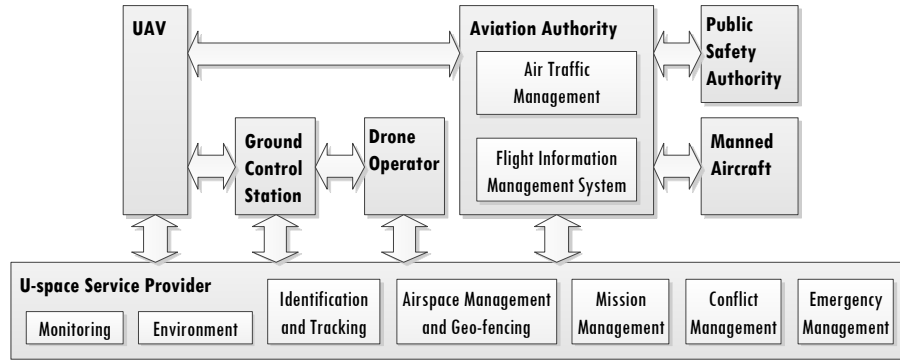 UAV
Aviation Authority
Public
Safety
Authority
Air Traffic
Management
Ground
Control
Station
Drone
Operator
Flight Information
Management System
Manned
Aircraft
U-space Service Provider
Monitoring
Environment
Identification
and Tracking
Airspace Management
and Geo-fencing
Mission
Management
Conflict
Management
Emergency
Management